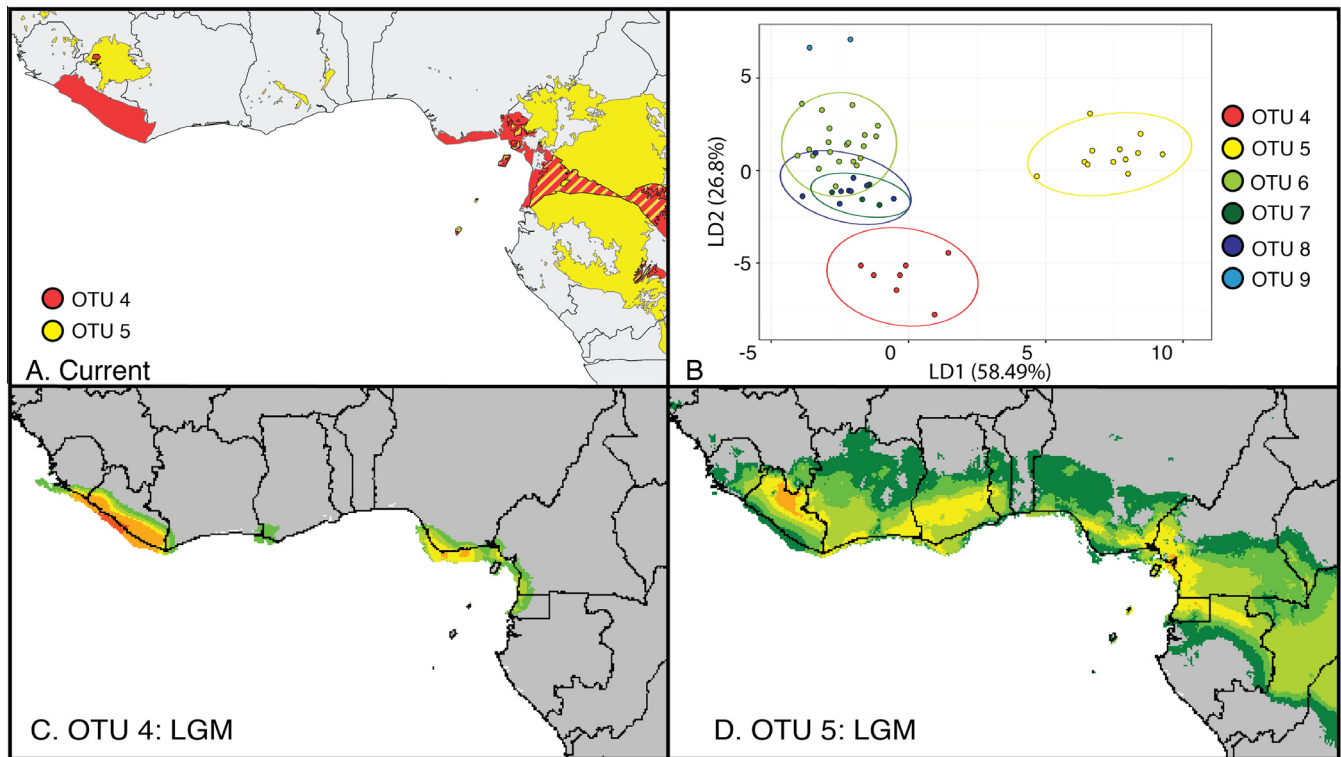 OTU 4
OTU 5
A. Current
5
0
-5
LD2 (26.8%)
-5
0
5
10
LD1 (58.49%)
B
OTU 4
OTU 5
OTU 6
OTU 7
OTU 8
OTU 9
C. OTU 4: LGM
D. OTU 5: LGM